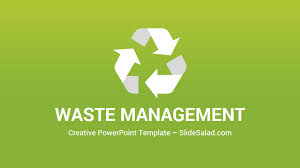 WASTE MANAGEMENT
Creative PowerPoint Template – SlideSalad.com